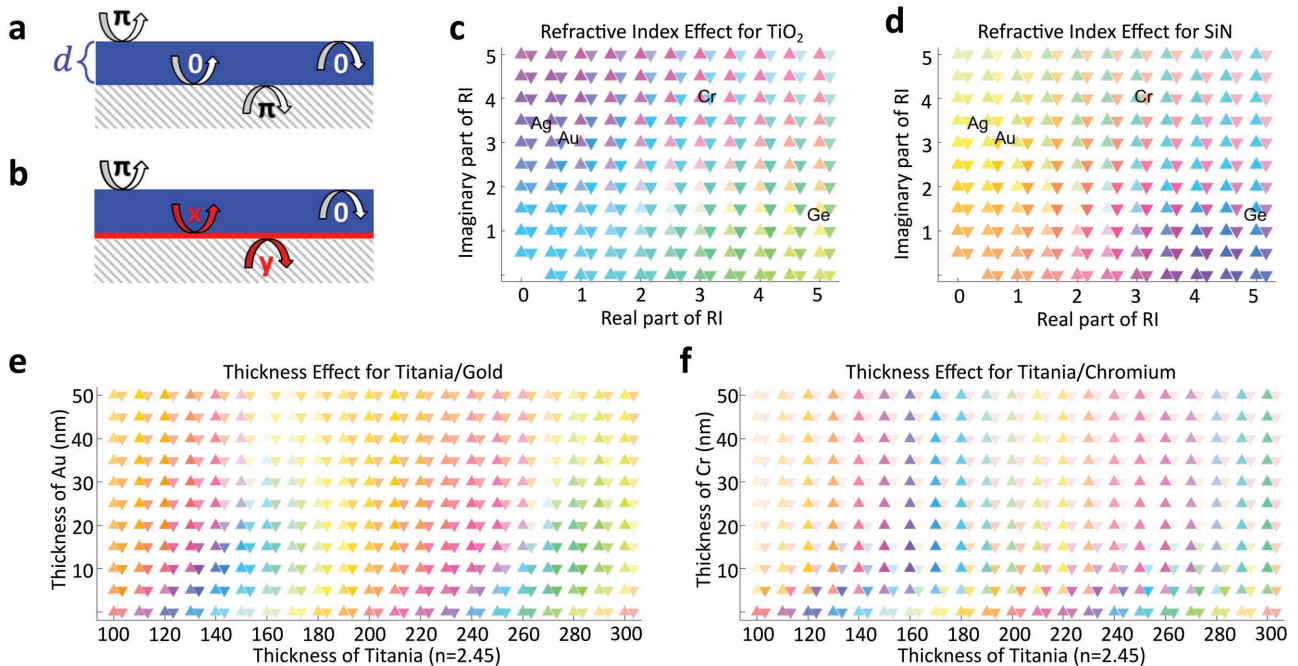 a
π
d
0
0
π
b
π
x
0
y
c
Refractive Index Effect for TiO₂
Imaginary part of RI
5
4
3
2
1
Cr
Ag
Au
Ge
0 1 2 3 4 5
Real part of RI
d
Refractive Index Effect for SiN
Imaginary part of RI
5
4
3
2
1
Cr
Ag
Au
Ge
0 1 2 3 4 5
Real part of RI
e
Thickness Effect for Titania/Gold
Thickness of Au (nm)
50
40
30
20
10
100 120 140 160 180 200 220 240 260 280 300
Thickness of Titania (n=2.45)
f
Thickness Effect for Titania/Chromium
Thickness of Cr (nm)
50
40
30
20
10
100 120 140 160 180 200 220 240 260 280 300
Thickness of Titania (n=2.45)